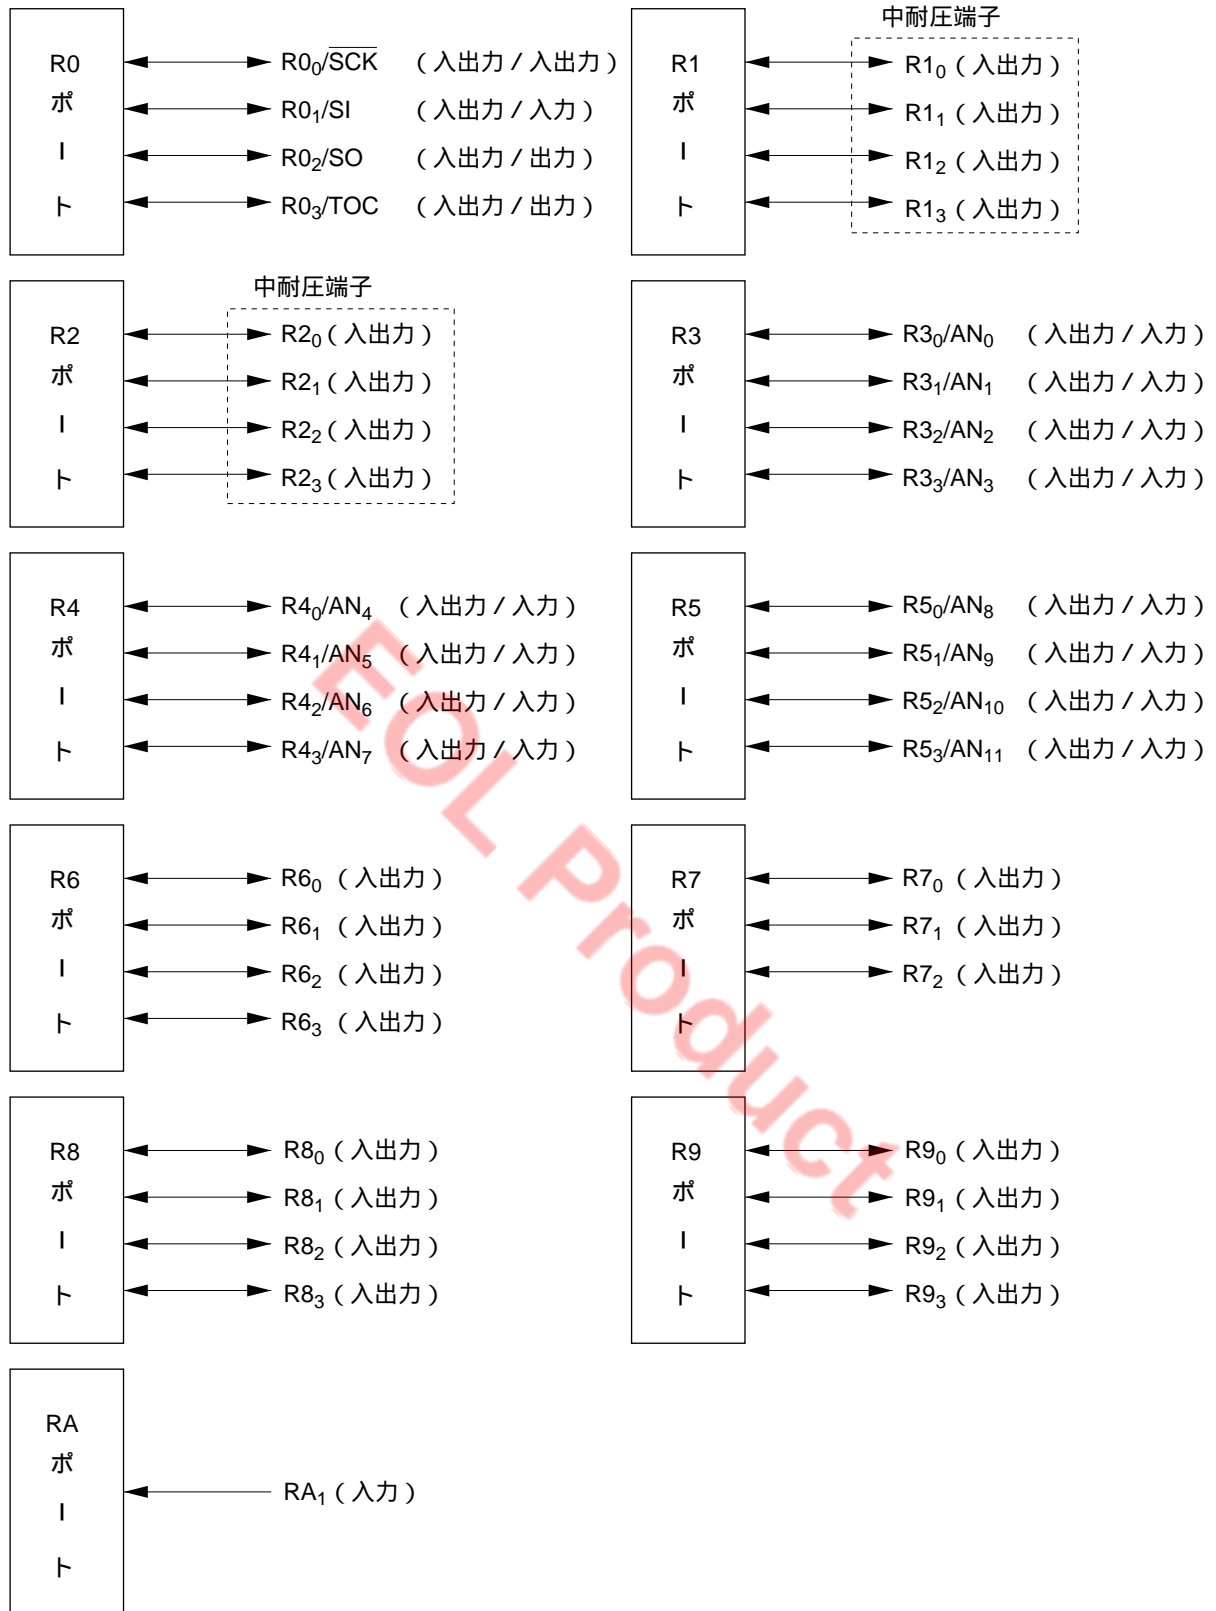 中耐圧端子
R0
ポート
R0₀/S̅C̅K̅ (入出力/入出力)
R0₁/SI (入出力/入力)
R0₂/SO (入出力/出力)
R0₃/TOC (入出力/出力)
R1
ポート
R1₀(入出力)
R1₁(入出力)
R1₂(入出力)
R1₃(入出力)
中耐圧端子
R2
ポート
R2₀(入出力)
R2₁(入出力)
R2₂(入出力)
R2₃(入出力)
R3
ポート
R3₀/AN₀ (入出力/入力)
R3₁/AN₁ (入出力/入力)
R3₂/AN₂ (入出力/入力)
R3₃/AN₃ (入出力/入力)
R4
ポート
R4₀/AN₄ (入出力/入力)
R4₁/AN₅ (入出力/入力)
R4₂/AN₆ (入出力/入力)
R4₃/AN₇ (入出力/入力)
R5
ポート
R5₀/AN₈ (入出力/入力)
R5₁/AN₉ (入出力/入力)
R5₂/AN₁₀ (入出力/入力)
R5₃/AN₁₁ (入出力/入力)
R6
ポート
R6₀ (入出力)
R6₁ (入出力)
R6₂ (入出力)
R6₃ (入出力)
R7
ポート
R7₀ (入出力)
R7₁ (入出力)
R7₂ (入出力)
R8
ポート
R8₀(入出力)
R8₁(入出力)
R8₂(入出力)
R8₃(入出力)
R9
ポート
R9₀(入出力)
R9₁(入出力)
R9₂(入出力)
R9₃(入出力)
RA
ポート
RA₁(入力)
EOL Product